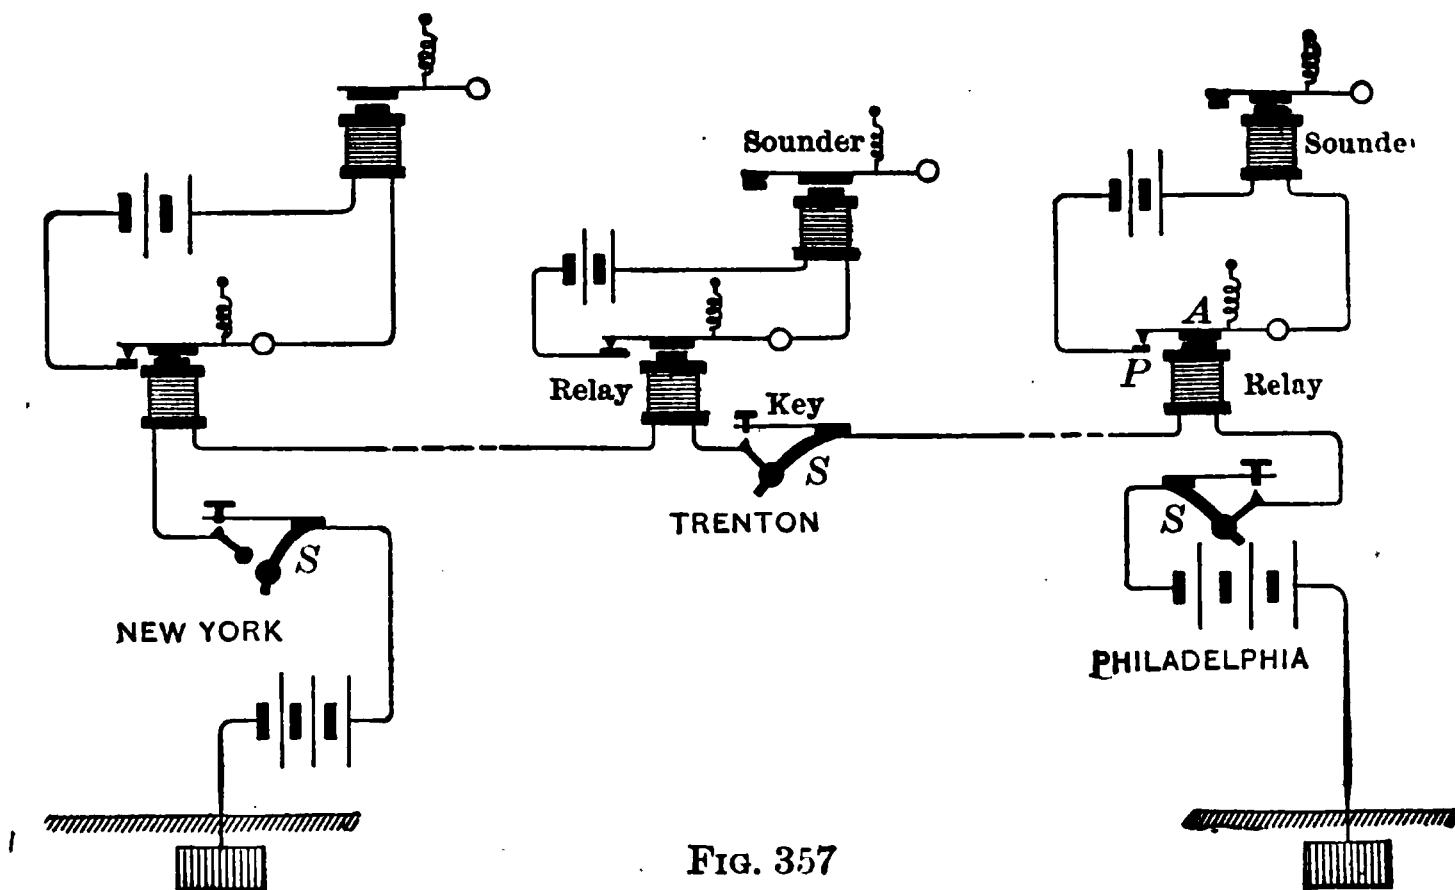 Sounder
Sounde
A
P
Relay
Relay
Key
S
TRENTON
S
S
NEW YORK
PHILADELPHIA
FIG. 357